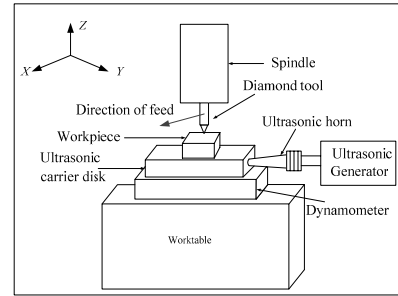 Z
X
Y
Spindle
Diamond tool
Direction of feed
Ultrasonic horn
Workpiece
Ultrasonic
carrier disk
Ultrasonic
Generator
Dynamometer
Worktable